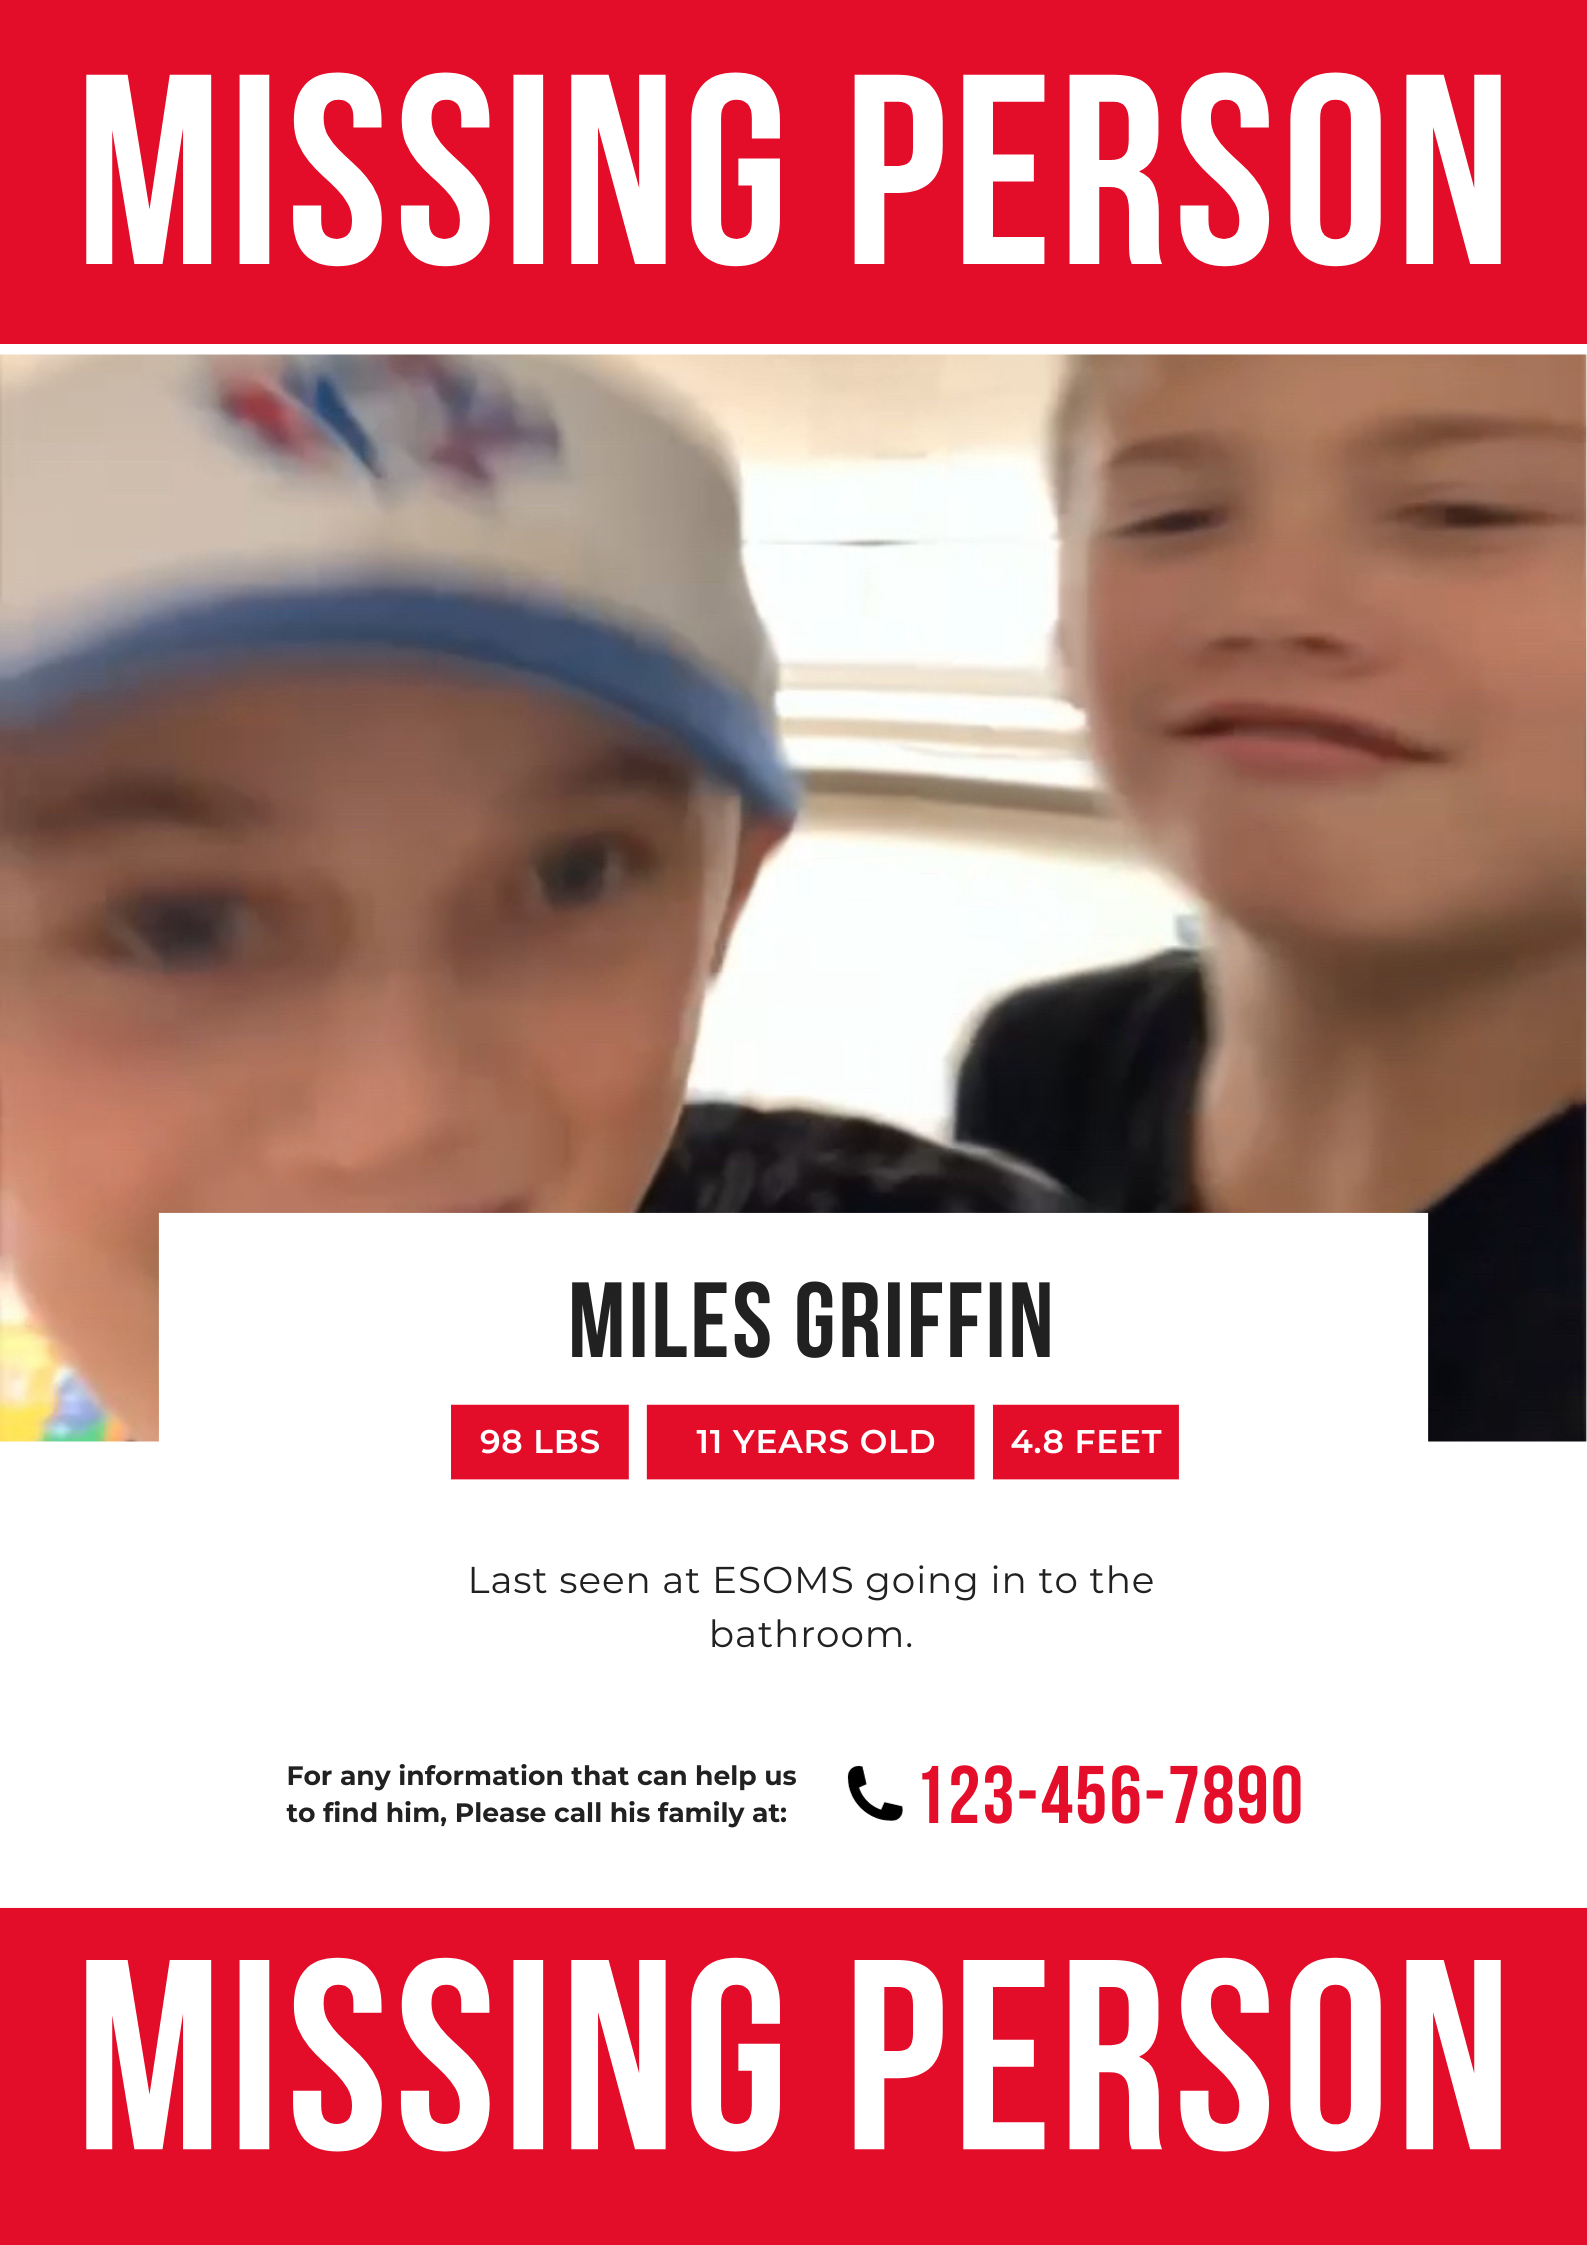 MISSING PERSON
MILES GRIFFIN
98 LBS
11 YEARS OLD
4.8 FEET
Last seen at ESOMS going in to the
bathroom.
For any information that can help us
to find him, Please call his family at:
123-456-7890
MISSING PERSON